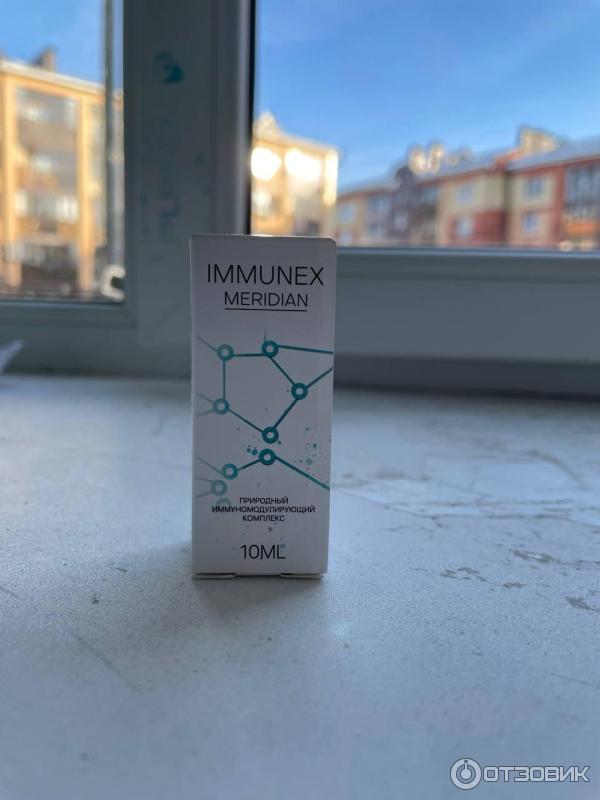 IMMUNEX
MERIDIAN
ПРИРОДНЫЙ
ИММУНОМОДУЛИРУЮЩИЙ
КОМПЛЕКС
10ML
ОТЗОВИК